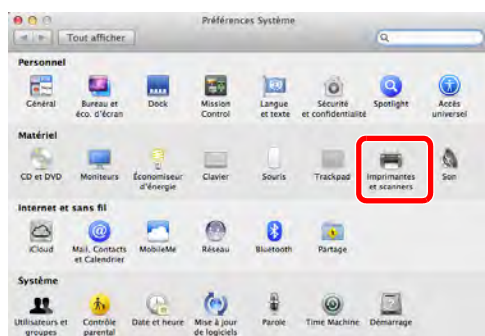 Préférences Système
Tout afficher
Personnel
Général Bureau et éco. d'écran Dock Mission Control Langue et texte Sécurité et confidentialité Spotlight Accès universel
Matériel
CD et DVD Moniteurs Économiseur d'énergie Clavier Souris Trackpad Imprimantes et scanners Son
Internet et sans fil
iCloud Mail, Contacts et Calendrier MobileMe Réseau Bluetooth Partage
Système
Utilisateurs et groupes Contrôle parental Date et heure Mise à jour de logiciels Parole Time Machine Démarrage